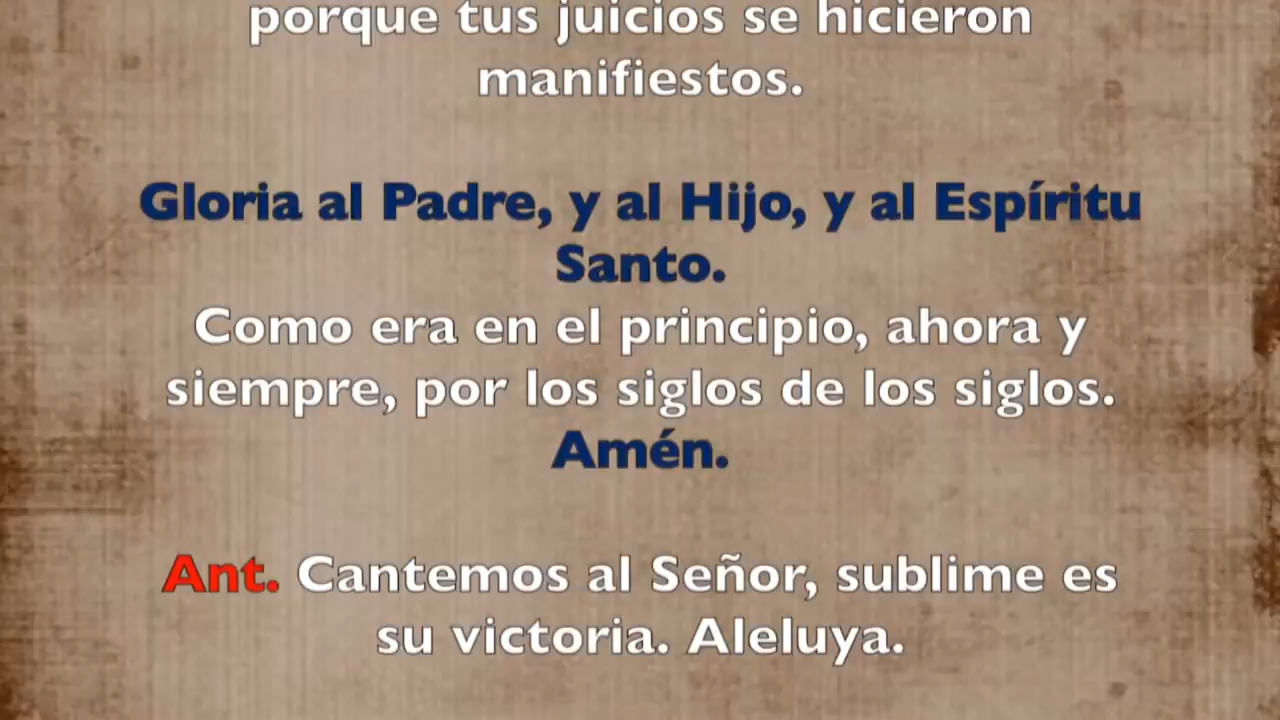 porque tus juicios se hicieron
manifiestos.
Gloria al Padre, y al Hijo, y al Espíritu
Santo.
Como era en el principio, ahora y
siempre, por los siglos de los siglos.
Amén.
Ant. Cantemos al Señor, sublime es
su victoria. Aleluya.